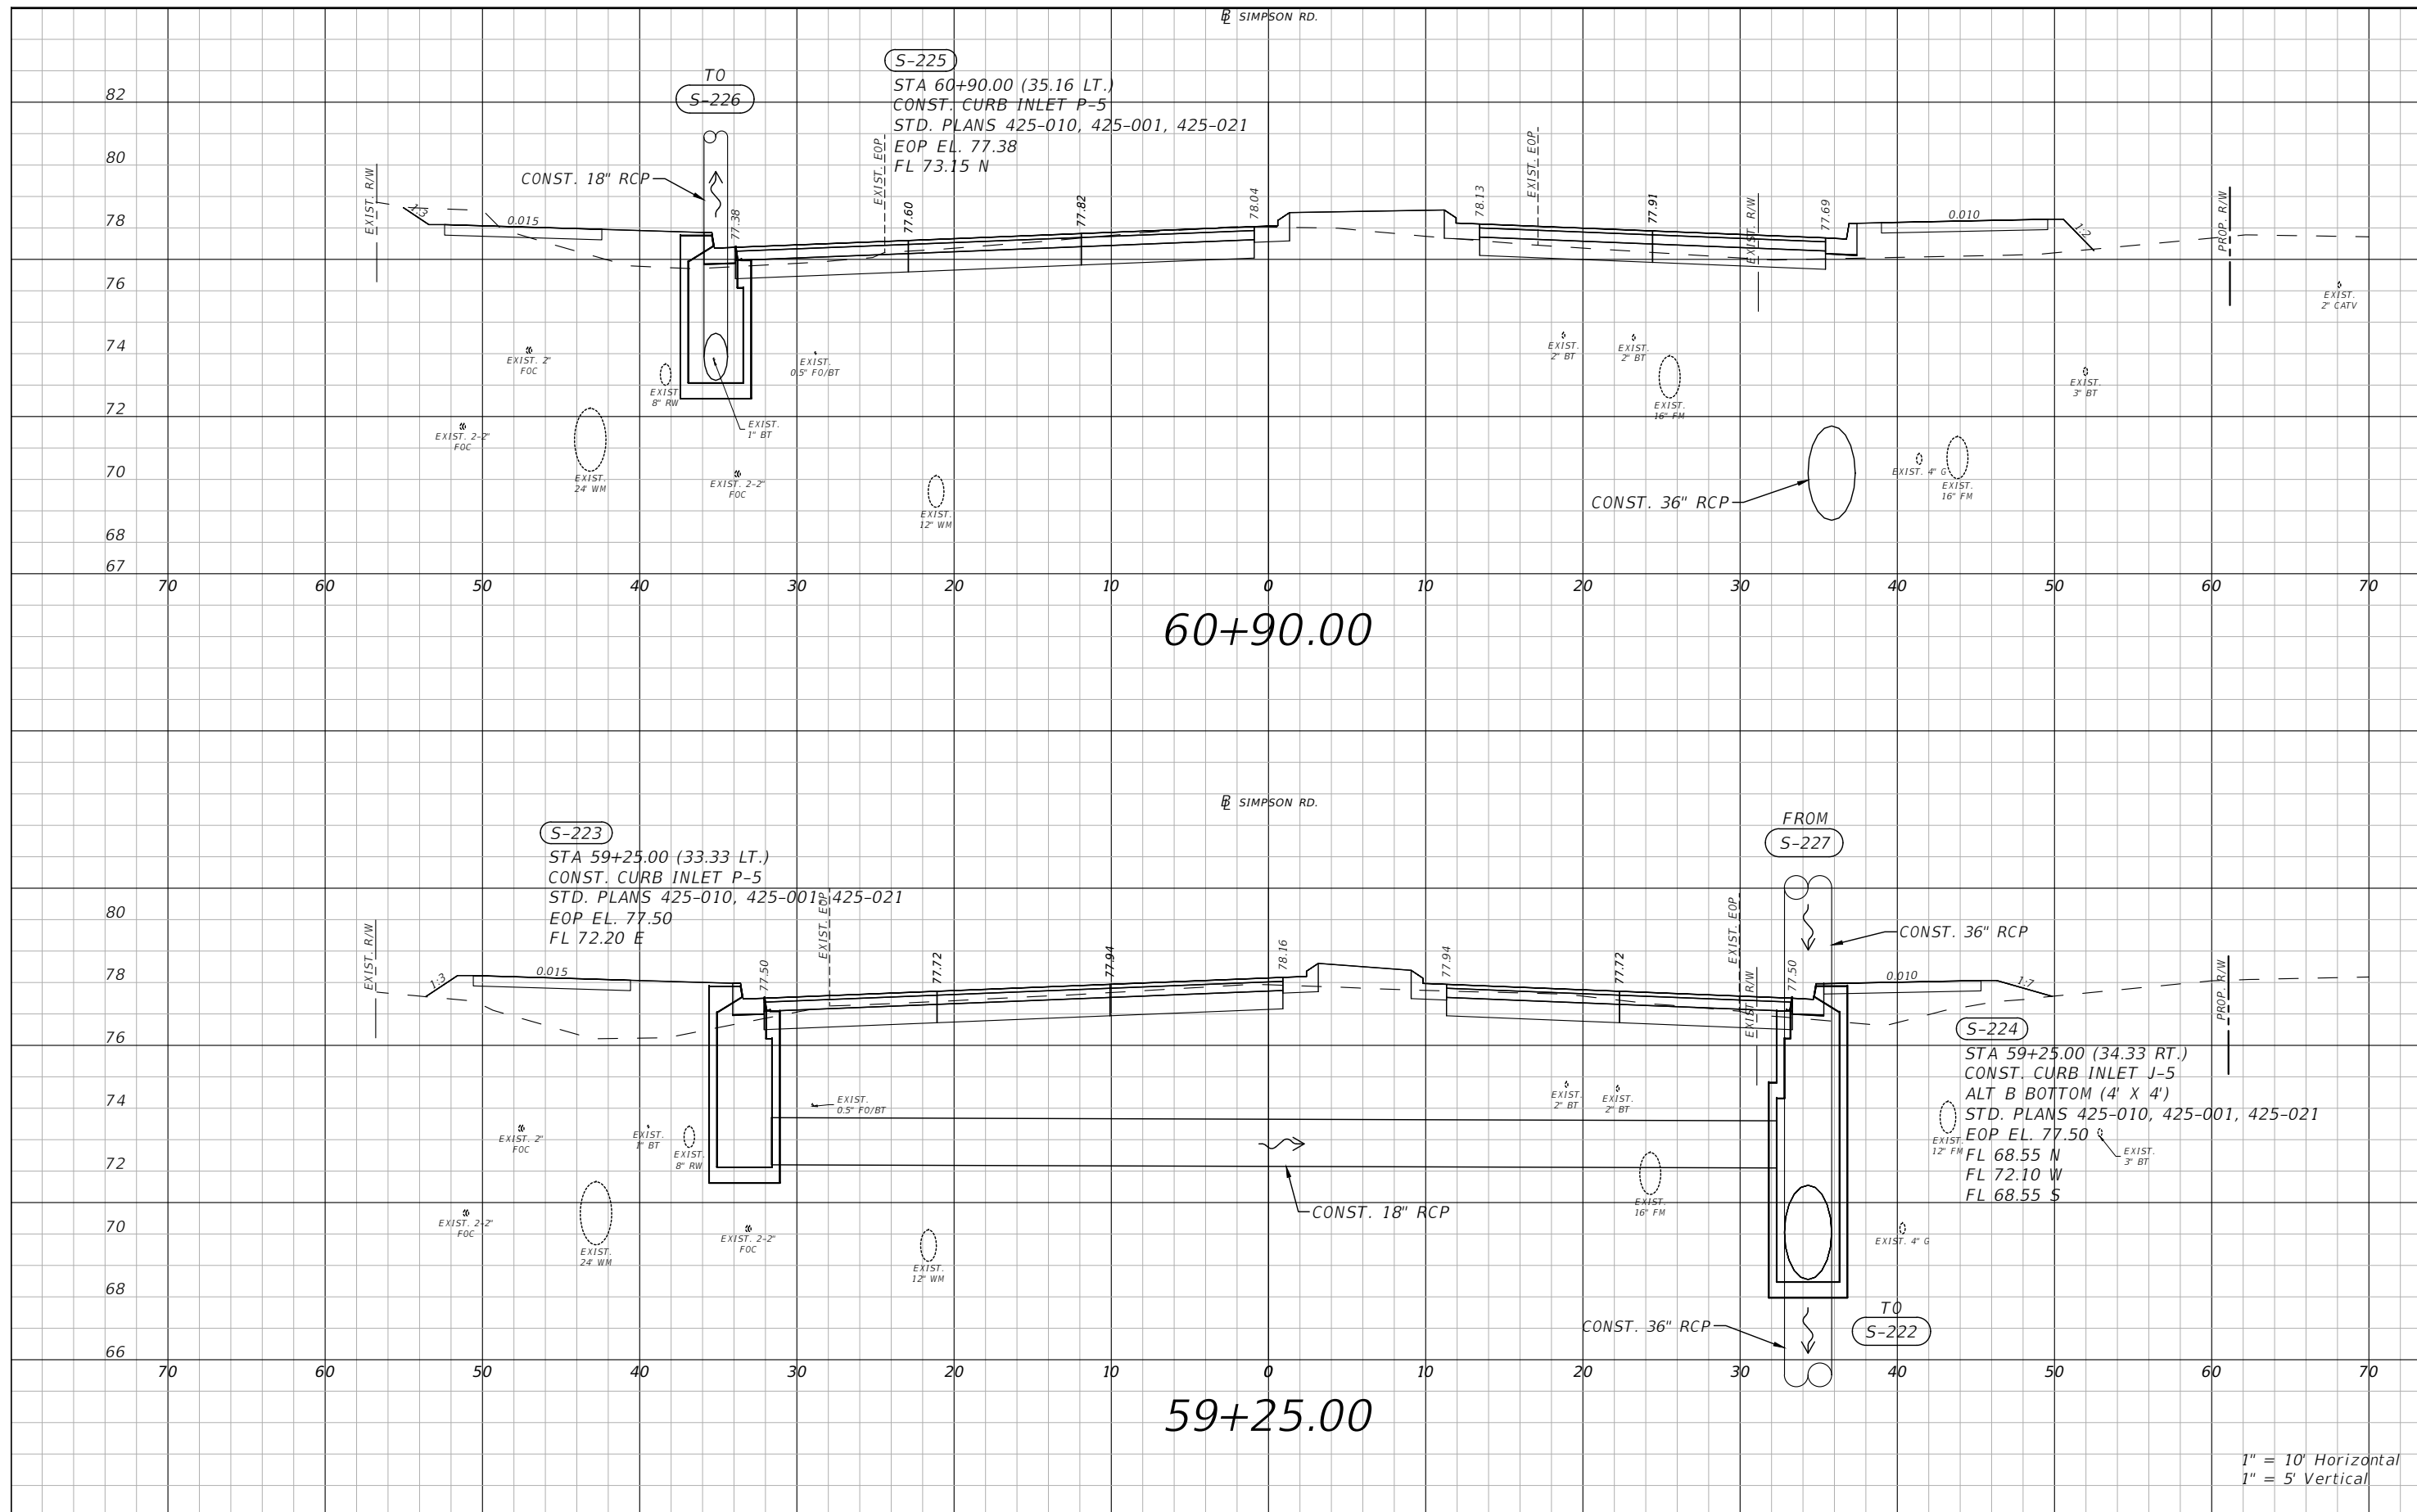 ℄ SIMPSON RD.
S-225
STA 60+90.00 (35.16 LT.)
CONST. CURB INLET P-5
STD. PLANS 425-010, 425-001, 425-021
EOP EL. 77.38
FL 73.15 N
TO
S-226
CONST. 18" RCP
EXIST. R/W
1:3
0.015
77.38
EXIST. EOP
77.60
77.82
78.04
78.13
EXIST. EOP
77.91
EXIST. R/W
77.69
0.010
1:2
PROP. R/W
EXIST.
2" CATV
EXIST. 2"
FOC
EXIST.
8" RW
EXIST.
0.5" FO/BT
EXIST.
1" BT
EXIST.
2" BT
EXIST.
2" BT
EXIST.
16" FM
EXIST.
3" BT
EXIST. 2-2"
FOC
EXIST.
24" WM
EXIST. 2-2"
FOC
EXIST.
12" WM
CONST. 36" RCP
EXIST. 4" G
EXIST.
16" FM
82
80
78
76
74
72
70
68
67
70 60 50 40 30 20 10 0 10 20 30 40 50 60 70
60+90.00
℄ SIMPSON RD.
S-223
STA 59+25.00 (33.33 LT.)
CONST. CURB INLET P-5
STD. PLANS 425-010, 425-001, 425-021
EOP EL. 77.50
FL 72.20 E
FROM
S-227
CONST. 36" RCP
EXIST. R/W
1:3
0.015
77.50
EXIST. EOP
77.72
77.94
78.16
77.94
77.72
EXIST. EOP
EXIST. R/W
77.50
0.010
1:7
PROP. R/W
S-224
STA 59+25.00 (34.33 RT.)
CONST. CURB INLET J-5
ALT B BOTTOM (4' X 4')
STD. PLANS 425-010, 425-001, 425-021
EOP EL. 77.50
FL 68.55 N
FL 72.10 W
FL 68.55 S
EXIST. 2"
FOC
EXIST.
1" BT
EXIST.
8" RW
EXIST.
0.5" FO/BT
EXIST.
2" BT
EXIST.
2" BT
EXIST.
12" FM
EXIST.
3" BT
EXIST. 2-2"
FOC
EXIST.
24" WM
EXIST. 2-2"
FOC
EXIST.
12" WM
CONST. 18" RCP
EXIST.
16" FM
EXIST. 4" G
CONST. 36" RCP
TO
S-222
80
78
76
74
72
70
68
66
70 60 50 40 30 20 10 0 10 20 30 40 50 60 70
59+25.00
1" = 10' Horizontal
1" = 5' Vertical